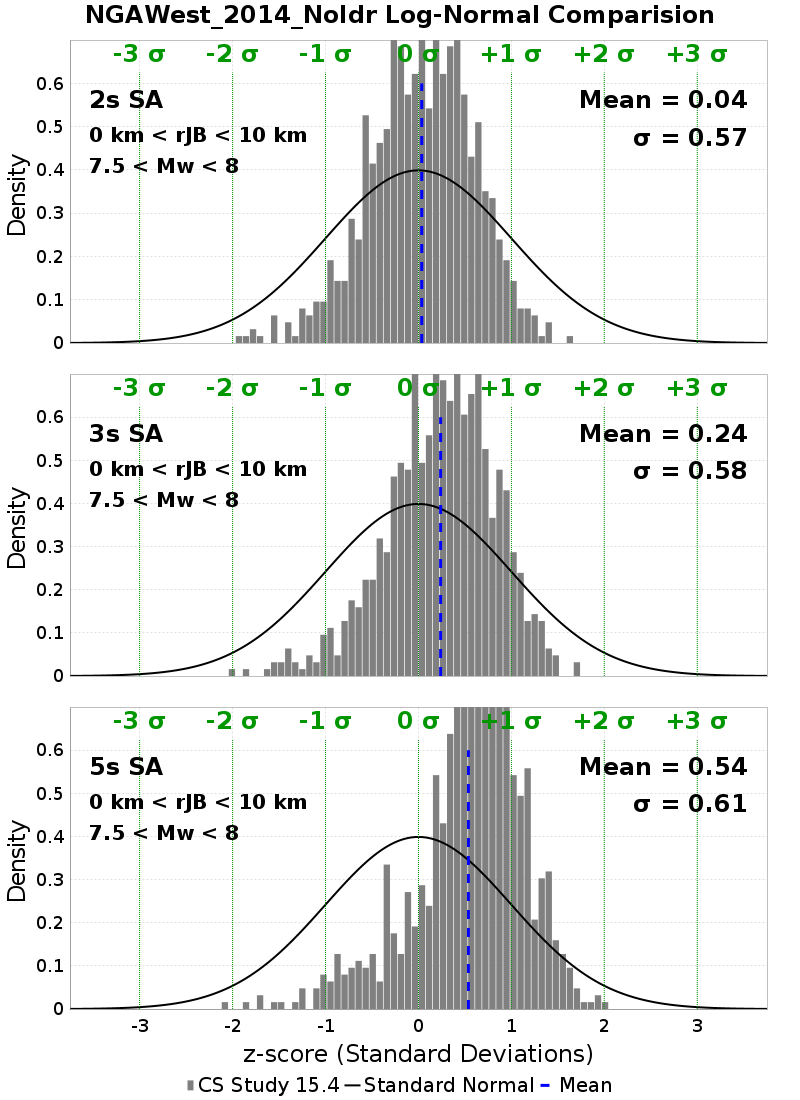 NGAWest_2014_NoIdr Log-Normal Comparision
-3 σ -2 σ -1 σ 0 σ +1 σ +2 σ +3 σ
2s SA Mean = 0.04
0 km < rJB < 10 km σ = 0.57
7.5 < Mw < 8
Density
0.6
0.5
0.4
0.3
0.2
0.1
0
-3 σ -2 σ -1 σ 0 σ +1 σ +2 σ +3 σ
3s SA Mean = 0.24
0 km < rJB < 10 km σ = 0.58
7.5 < Mw < 8
Density
0.6
0.5
0.4
0.3
0.2
0.1
0
-3 σ -2 σ -1 σ 0 σ +1 σ +2 σ +3 σ
5s SA Mean = 0.54
0 km < rJB < 10 km σ = 0.61
7.5 < Mw < 8
Density
0.6
0.5
0.4
0.3
0.2
0.1
0
-3 -2 -1 0 1 2 3
z-score (Standard Deviations)
CS Study 15.4 Standard Normal Mean